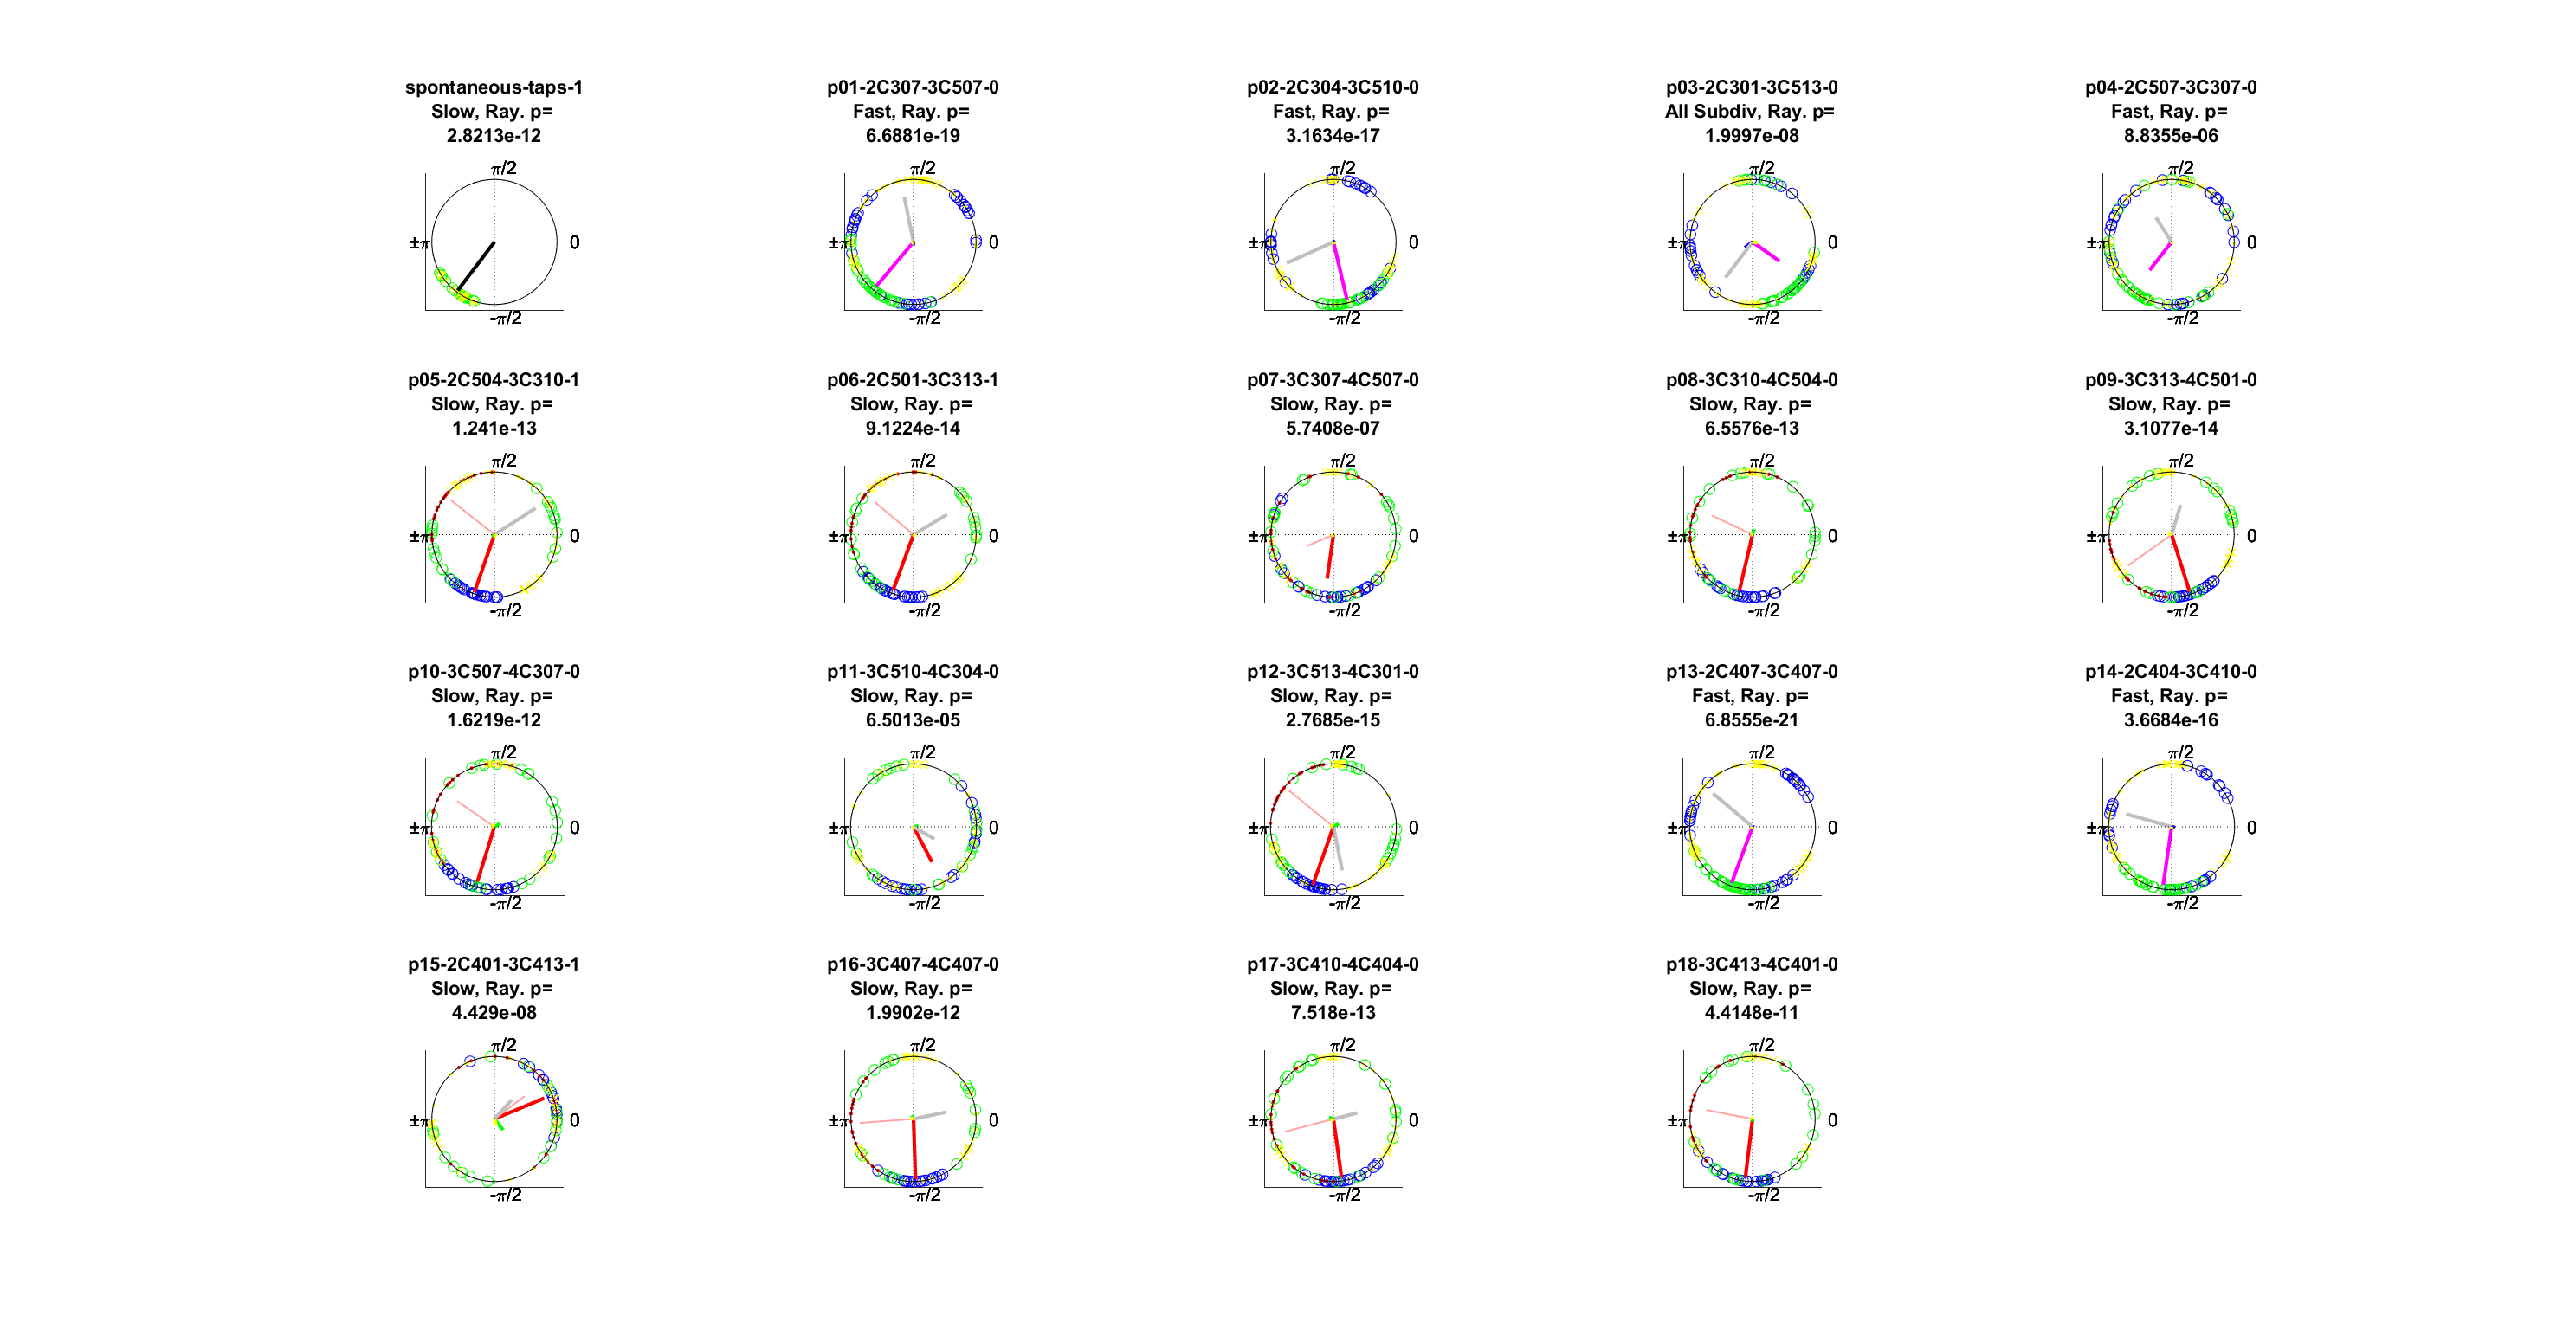 spontaneous-taps-1
Slow, Ray. p=
2.8213e-12
π/2
±π
0
-π/2
p01-2C307-3C507-0
Fast, Ray. p=
6.6881e-19
π/2
±π
0
-π/2
p02-2C304-3C510-0
Fast, Ray. p=
3.1634e-17
π/2
±π
0
-π/2
p03-2C301-3C513-0
All Subdiv, Ray. p=
1.9997e-08
π/2
±π
0
-π/2
p04-2C507-3C307-0
Fast, Ray. p=
8.8355e-06
π/2
±π
0
-π/2
p05-2C504-3C310-1
Slow, Ray. p=
1.241e-13
π/2
±π
0
-π/2
p06-2C501-3C313-1
Slow, Ray. p=
9.1224e-14
π/2
±π
0
-π/2
p07-3C307-4C507-0
Slow, Ray. p=
5.7408e-07
π/2
±π
0
-π/2
p08-3C310-4C504-0
Slow, Ray. p=
6.5576e-13
π/2
±π
0
-π/2
p09-3C313-4C501-0
Slow, Ray. p=
3.1077e-14
π/2
±π
0
-π/2
p10-3C507-4C307-0
Slow, Ray. p=
1.6219e-12
π/2
±π
0
-π/2
p11-3C510-4C304-0
Slow, Ray. p=
6.5013e-05
π/2
±π
0
-π/2
p12-3C513-4C301-0
Slow, Ray. p=
2.7685e-15
π/2
±π
0
-π/2
p13-2C407-3C407-0
Fast, Ray. p=
6.8555e-21
π/2
±π
0
-π/2
p14-2C404-3C410-0
Fast, Ray. p=
3.6684e-16
π/2
±π
0
-π/2
p15-2C401-3C413-1
Slow, Ray. p=
4.429e-08
π/2
±π
0
-π/2
p16-3C407-4C407-0
Slow, Ray. p=
1.9902e-12
π/2
±π
0
-π/2
p17-3C410-4C404-0
Slow, Ray. p=
7.518e-13
π/2
±π
0
-π/2
p18-3C413-4C401-0
Slow, Ray. p=
4.4148e-11
π/2
±π
0
-π/2